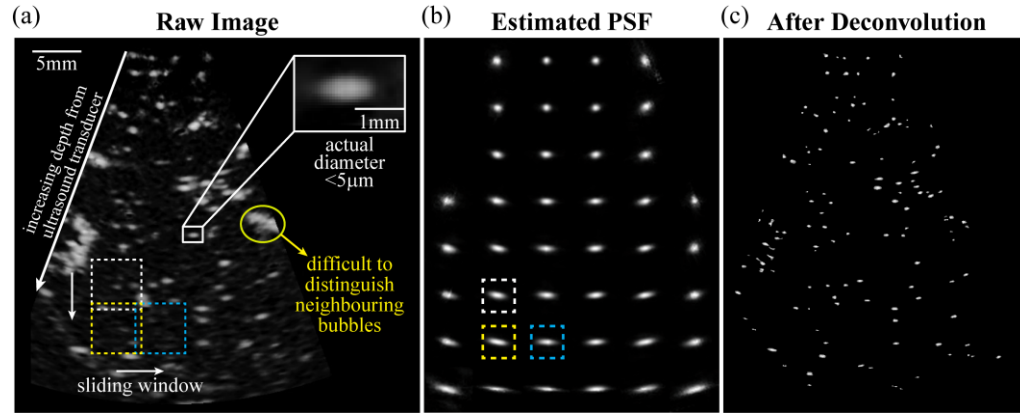 (a)
Raw Image
5mm
increasing depth from
ultrasound transducer
1mm
actual
diameter
<5μm
difficult to
distinguish
neighbouring
bubbles
sliding window
(b)
Estimated PSF
(c)
After Deconvolution